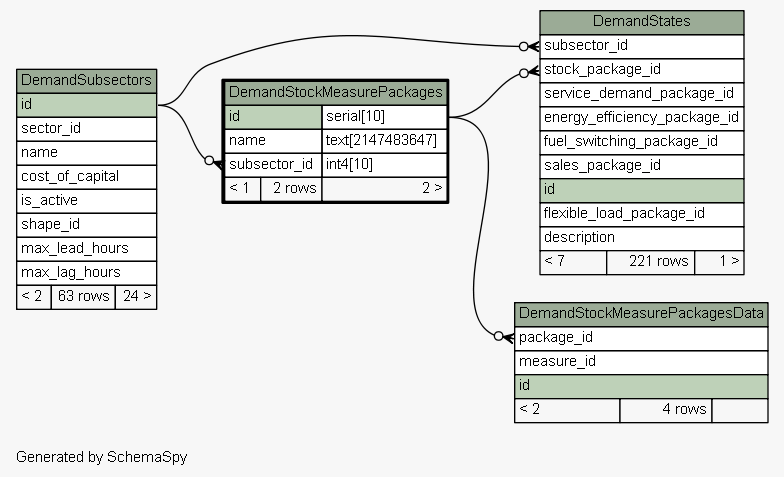 DemandSubsectors
id
sector_id
name
cost_of_capital
is_active
shape_id
max_lead_hours
max_lag_hours
< 2 63 rows 24 >
DemandStockMeasurePackages
id serial[10]
name text[2147483647]
subsector_id int4[10]
< 1 2 rows 2 >
DemandStates
subsector_id
stock_package_id
service_demand_package_id
energy_efficiency_package_id
fuel_switching_package_id
sales_package_id
id
flexible_load_package_id
description
< 7 221 rows 1 >
DemandStockMeasurePackagesData
package_id
measure_id
id
< 2 4 rows
Generated by SchemaSpy